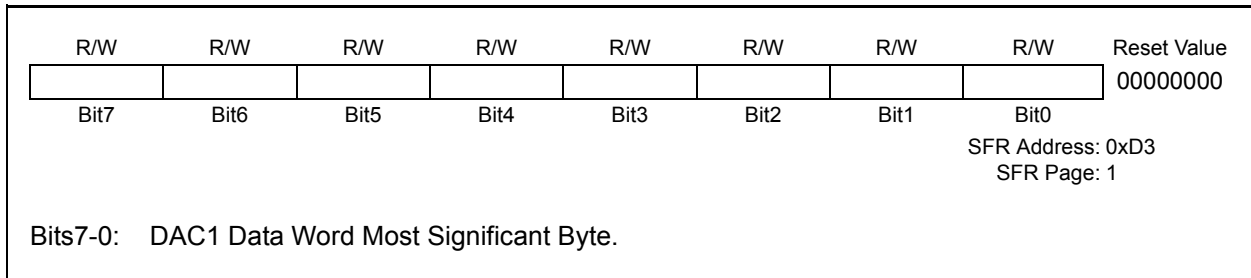 R/W R/W R/W R/W R/W R/W R/W R/W Reset Value
00000000
Bit7 Bit6 Bit5 Bit4 Bit3 Bit2 Bit1 Bit0
SFR Address: 0xD3
SFR Page: 1
Bits7-0: DAC1 Data Word Most Significant Byte.